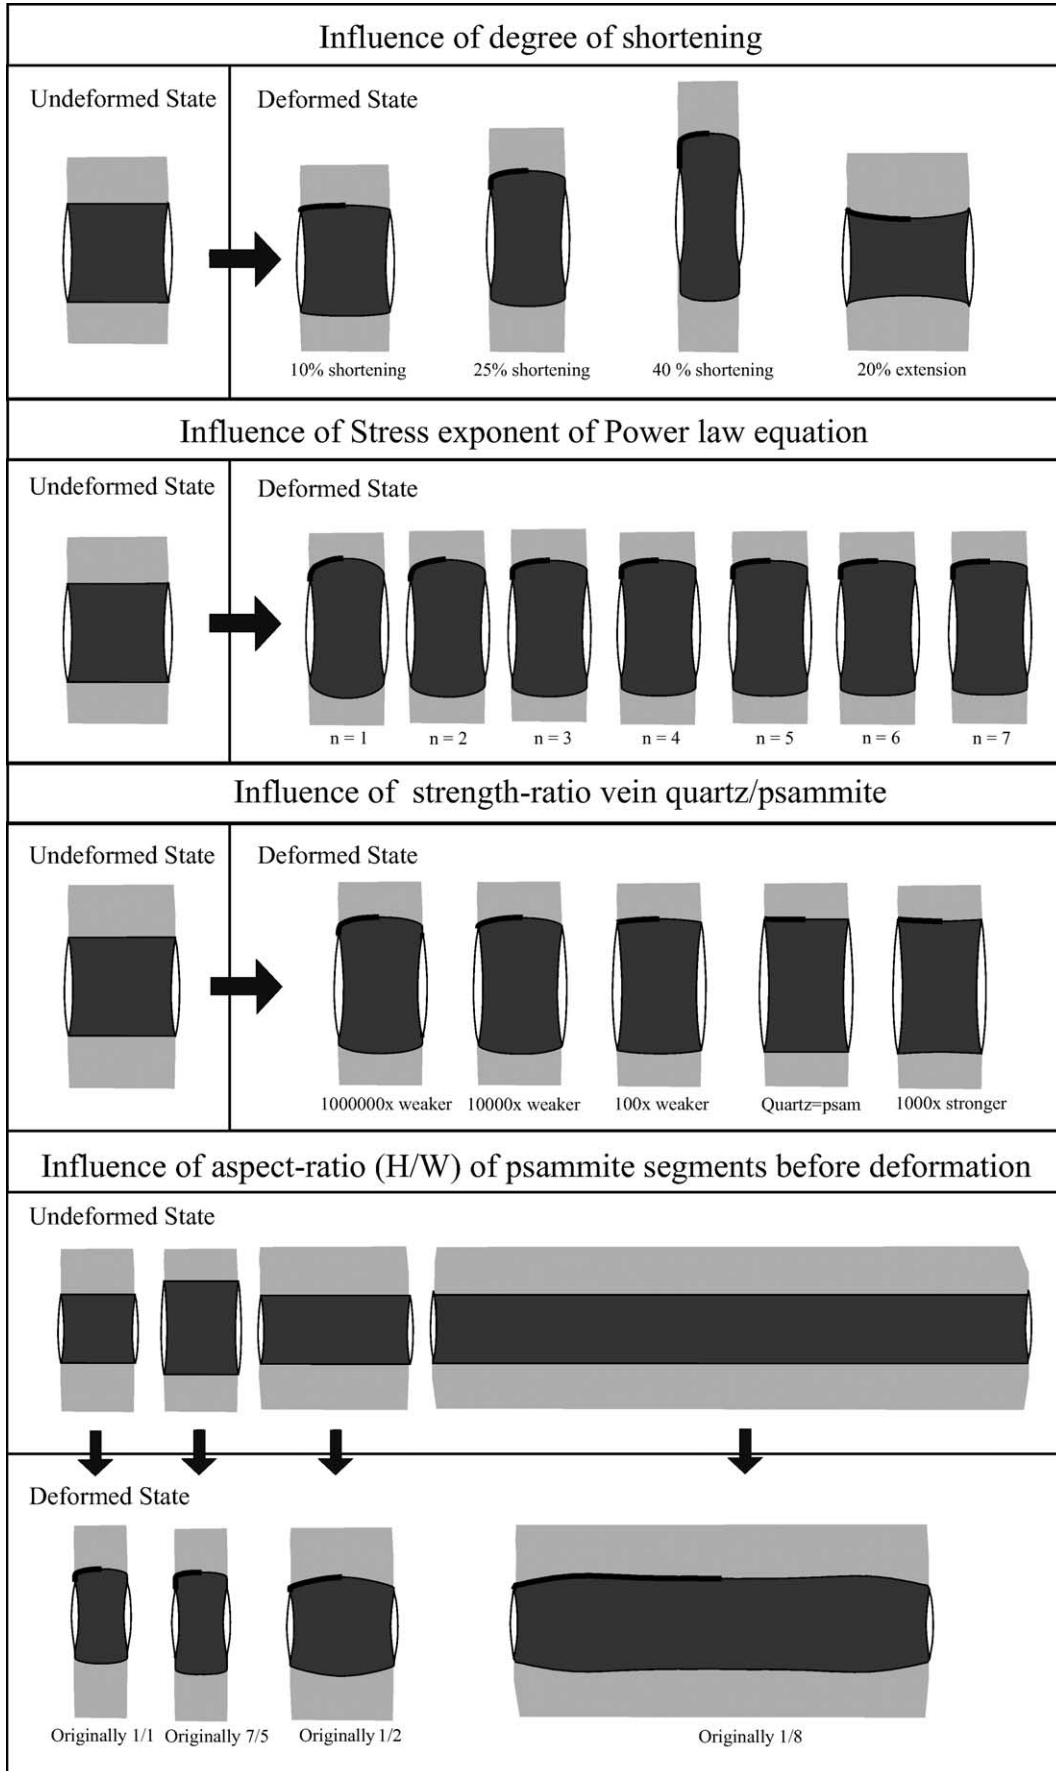 Influence of degree of shortening
Undeformed State
Deformed State
10% shortening
25% shortening
40 % shortening
20% extension
Influence of Stress exponent of Power law equation
Undeformed State
Deformed State
n = 1
n = 2
n = 3
n = 4
n = 5
n = 6
n = 7
Influence of strength-ratio vein quartz/psammite
Undeformed State
Deformed State
1000000x weaker
10000x weaker
100x weaker
Quartz=psam
1000x stronger
Influence of aspect-ratio (H/W) of psammite segments before deformation
Undeformed State
Deformed State
Originally 1/1
Originally 7/5
Originally 1/2
Originally 1/8